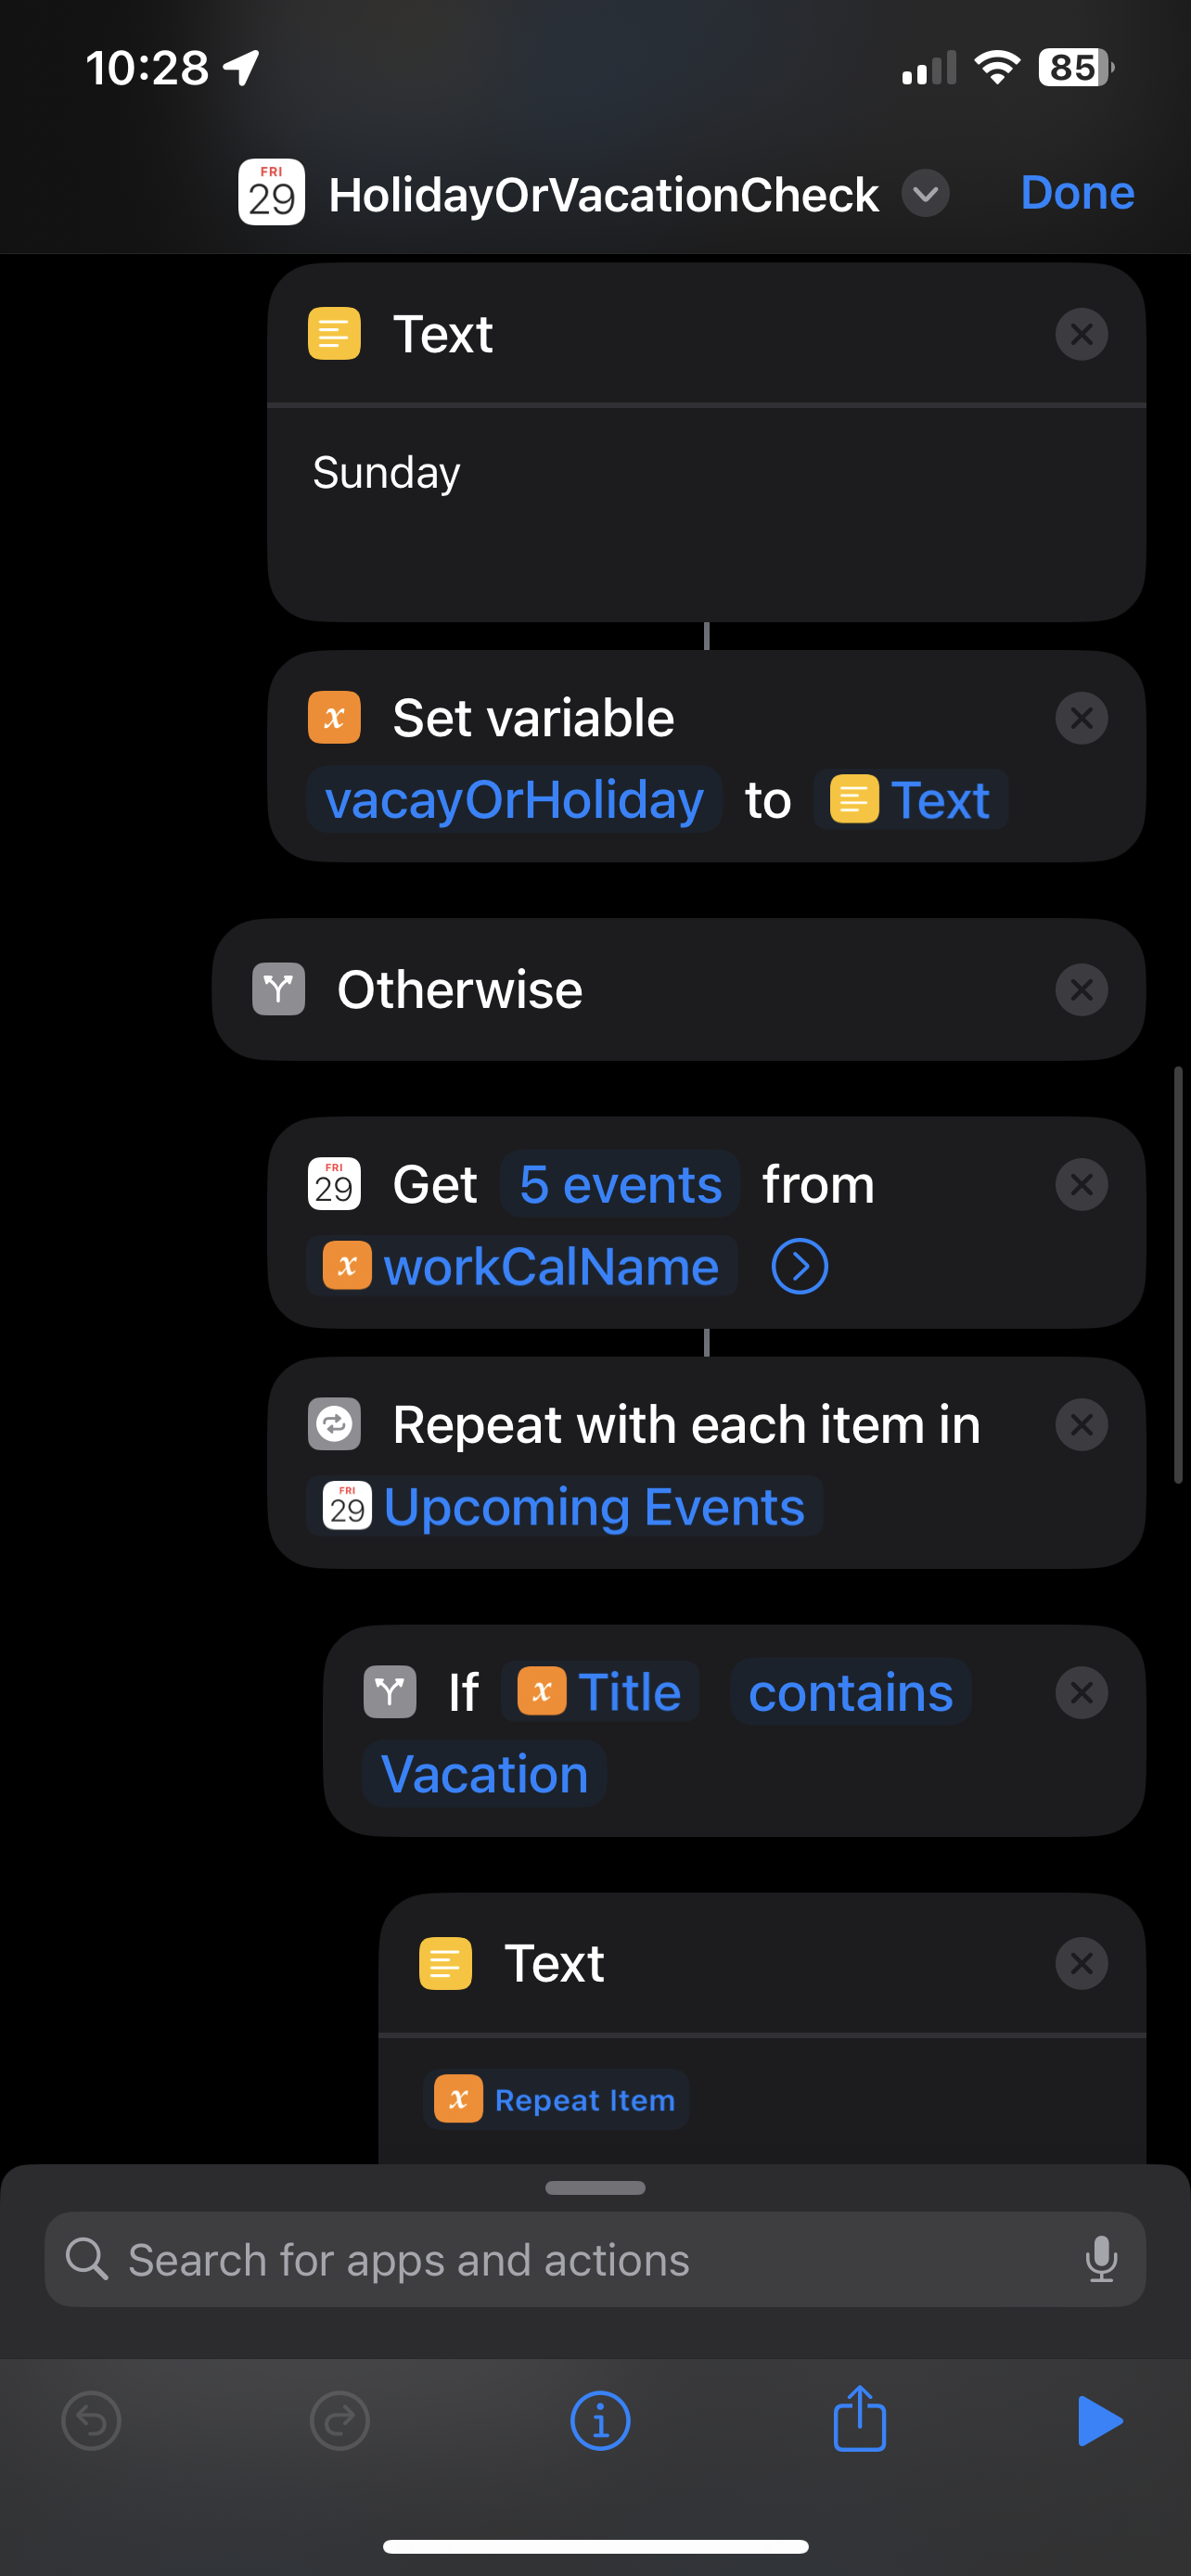 10:28
85
FRI
29
HolidayOrVacationCheck
Done
Text
Sunday
x Set variable
vacayOrHoliday to Text
Otherwise
FRI
29
Get 5 events from
x workCalName
Repeat with each item in
FRI
29
Upcoming Events
If x Title contains
Vacation
Text
x Repeat Item
Search for apps and actions